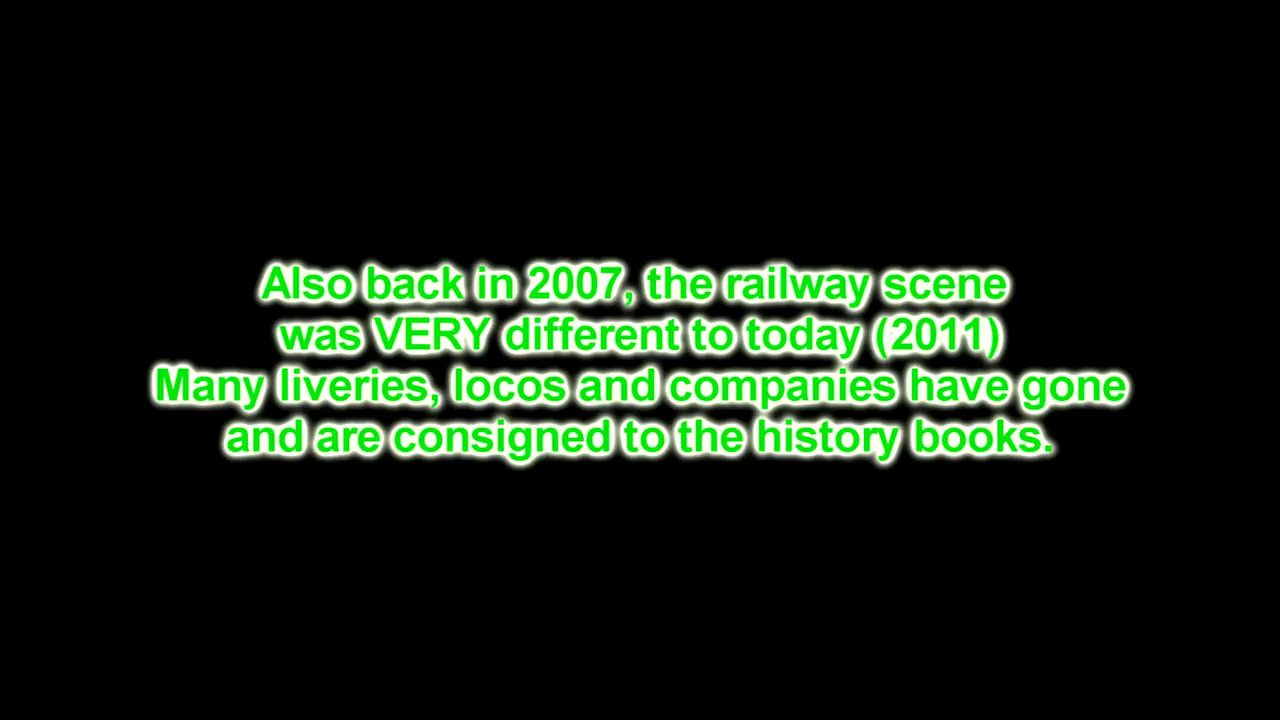 Also back in 2007, the railway scene
was VERY different to today (2011)
Many liveries, locos and companies have gone
and are consigned to the history books.